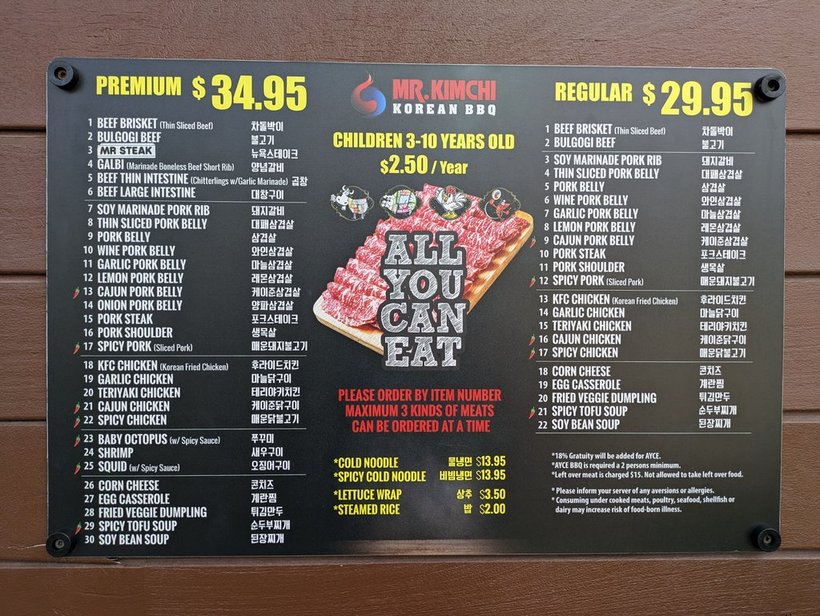 PREMIUM $ 34.95
1 BEEF BRISKET (Thin Sliced Beef) 차돌박이
2 BULGOGI BEEF 불고기
3 MR STEAK 뉴욕스테이크
4 GALBI (Marinade Boneless Beef Short Rib) 양념갈비
5 BEEF THIN INTESTINE (Chitterlings w/Garlic Marinade) 곱창
6 BEEF LARGE INTESTINE 대창구이
7 SOY MARINADE PORK RIB 돼지갈비
8 THIN SLICED PORK BELLY 대패삼겹살
9 PORK BELLY 삼겹살
10 WINE PORK BELLY 와인삼겹살
11 GARLIC PORK BELLY 마늘삼겹살
12 LEMON PORK BELLY 레몬삼겹살
13 CAJUN PORK BELLY 케이준삼겹살
14 ONION PORK BELLY 양파삼겹살
15 PORK STEAK 포크스테이크
16 PORK SHOULDER 생목살
17 SPICY PORK (Sliced Pork) 매운돼지불고기
18 KFC CHICKEN (Korean Fried Chicken) 후라이드치킨
19 GARLIC CHICKEN 마늘닭구이
20 TERIYAKI CHICKEN 테리야키치킨
21 CAJUN CHICKEN 케이준닭구이
22 SPICY CHICKEN 매운닭불고기
23 BABY OCTOPUS (w/ Spicy Sauce) 쭈꾸미
24 SHRIMP 새우구이
25 SQUID (w/ Spicy Sauce) 오징어구이
26 CORN CHEESE 콘치즈
27 EGG CASSEROLE 계란찜
28 FRIED VEGGIE DUMPLING 튀김만두
29 SPICY TOFU SOUP 순두부찌개
30 SOY BEAN SOUP 된장찌개
MR. KIMCHI
KOREAN BBQ
CHILDREN 3-10 YEARS OLD
$2.50 / Year
ALL
YOU
CAN
EAT
PLEASE ORDER BY ITEM NUMBER
MAXIMUM 3 KINDS OF MEATS
CAN BE ORDERED AT A TIME
*COLD NOODLE 물냉면 $13.95
*SPICY COLD NOODLE 비빔냉면 $13.95
*LETTUCE WRAP 상추 $3.50
*STEAMED RICE 밥 $2.00
REGULAR $ 29.95
1 BEEF BRISKET (Thin Sliced Beef) 차돌박이
2 BULGOGI BEEF 불고기
3 SOY MARINADE PORK RIB 돼지갈비
4 THIN SLICED PORK BELLY 대패삼겹살
5 PORK BELLY 삼겹살
6 WINE PORK BELLY 와인삼겹살
7 GARLIC PORK BELLY 마늘삼겹살
8 LEMON PORK BELLY 레몬삼겹살
9 CAJUN PORK BELLY 케이준삼겹살
10 PORK STEAK 포크스테이크
11 PORK SHOULDER 생목살
12 SPICY PORK (Sliced Pork) 매운돼지불고기
13 KFC CHICKEN (Korean Fried Chicken) 후라이드치킨
14 GARLIC CHICKEN 마늘닭구이
15 TERIYAKI CHICKEN 테리야키치킨
16 CAJUN CHICKEN 케이준닭구이
17 SPICY CHICKEN 매운닭불고기
18 CORN CHEESE 콘치즈
19 EGG CASSEROLE 계란찜
20 FRIED VEGGIE DUMPLING 튀김만두
21 SPICY TOFU SOUP 순두부찌개
22 SOY BEAN SOUP 된장찌개
*18% Gratuity will be added for AYCE.
*AYCE BBQ is required a 2 persons minimum.
*Left over meat is charged $15. Not allowed to take left over food.
* Please inform your server of any aversions or allergies.
* Consuming under cooked meats, poultry, seafood, shellfish or
dairy may increase risk of food-born illness.